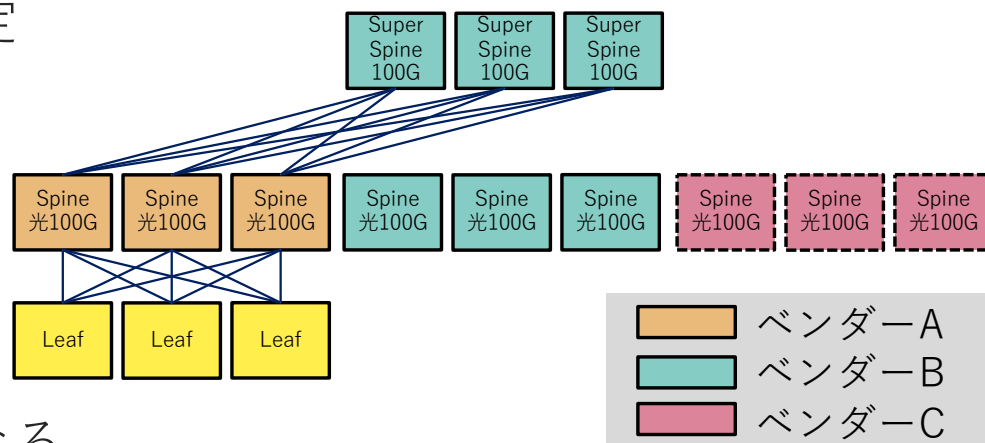 定
Super
Spine
100G
Super
Spine
100G
Super
Spine
100G
Spine
光100G
Spine
光100G
Spine
光100G
Spine
光100G
Spine
光100G
Spine
光100G
Spine
光100G
Spine
光100G
Spine
光100G
Leaf
Leaf
Leaf
ベンダーA
ベンダーB
ベンダーC